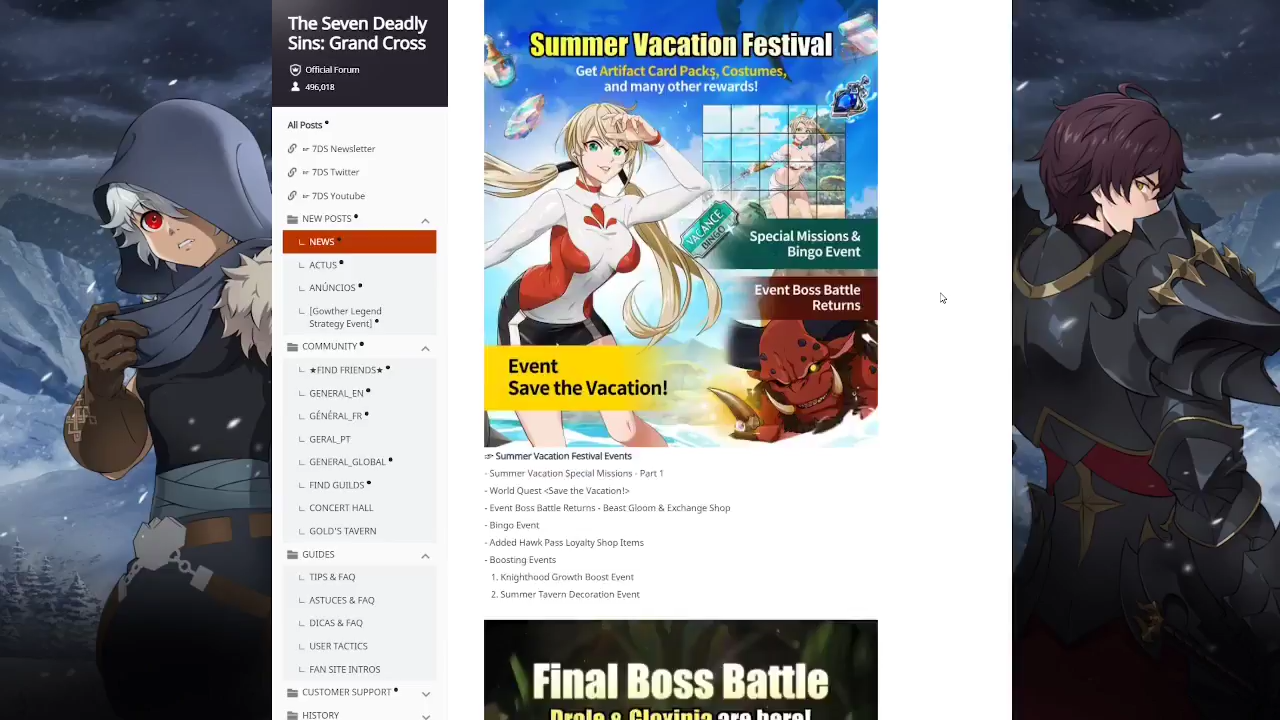 The Seven Deadly
Sins: Grand Cross
Official Forum
496,018
All Posts
☞ 7DS Newsletter
☞ 7DS Twitter
☞ 7DS Youtube
NEW POSTS
NEWS
ACTUS
ANÚNCIOS
[Gowther Legend
Strategy Event]
COMMUNITY
★FIND FRIENDS★
GENERAL_EN
GÉNÉRAL_FR
GERAL_PT
GENERAL_GLOBAL
FIND GUILDS
CONCERT HALL
GOLD'S TAVERN
GUIDES
TIPS & FAQ
ASTUCES & FAQ
DICAS & FAQ
USER TACTICS
FAN SITE INTROS
CUSTOMER SUPPORT
HISTORY
Summer Vacation Festival
Get Artifact Card Packs, Costumes,
and many other rewards!
VACANCE
BINGO
Special Missions &
Bingo Event
Event Boss Battle
Returns
Event
Save the Vacation!
☞ Summer Vacation Festival Events
- Summer Vacation Special Missions - Part 1
- World Quest <Save the Vacation!>
- Event Boss Battle Returns - Beast Gloom & Exchange Shop
- Bingo Event
- Added Hawk Pass Loyalty Shop Items
- Boosting Events
1. Knighthood Growth Boost Event
2. Summer Tavern Decoration Event
Final Boss Battle
Drole & Gloxinia are here!